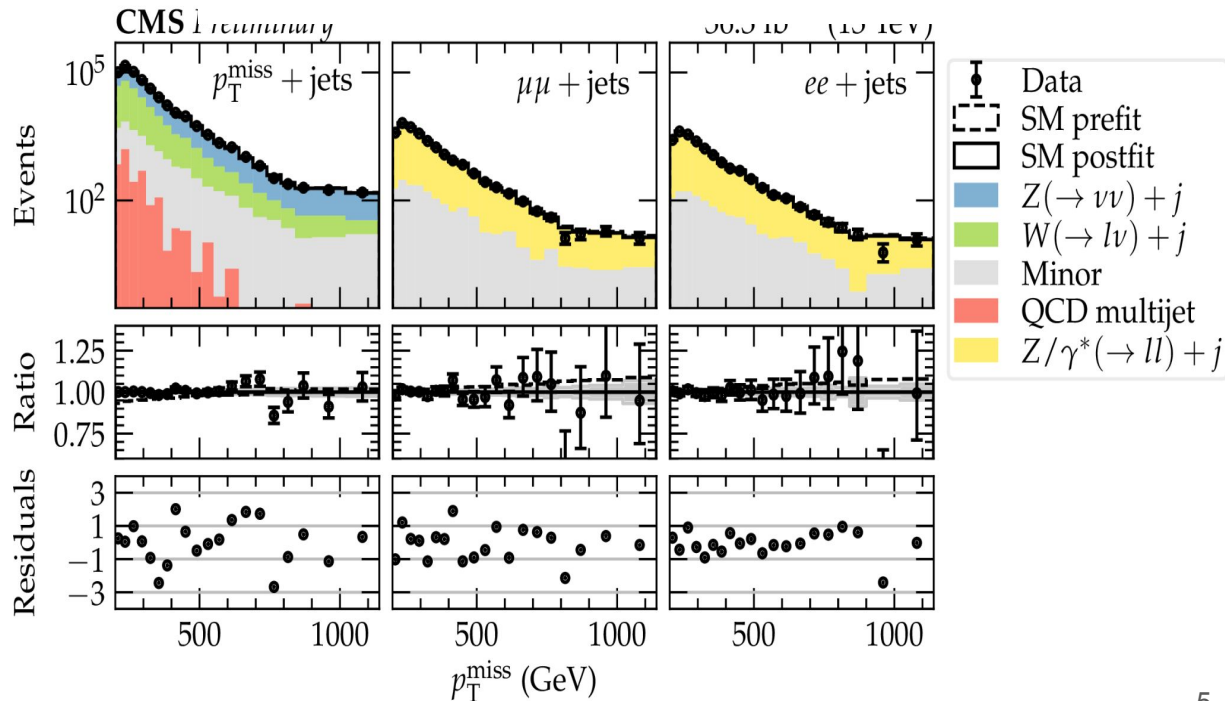 CMS
p_T^miss + jets
μμ + jets
ee + jets
Events
10^5
10^2
Data
SM prefit
SM postfit
Z(→ νν) + j
W(→ lν) + j
Minor
QCD multijet
Z/γ*(→ ll) + j
Ratio
1.25
1.00
0.75
Residuals
3
1
−1
−3
500 1000 500 1000 500 1000
p_T^miss (GeV)
5